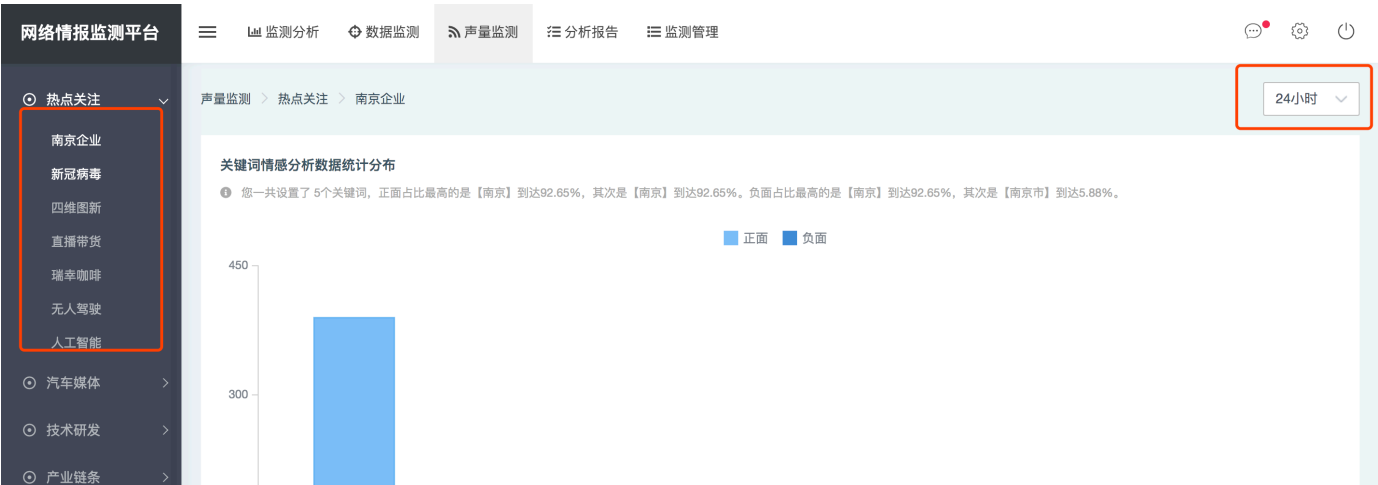 网络情报监测平台 监测分析 数据监测 声量监测 分析报告 监测管理
热点关注
南京企业
新冠病毒
四维图新
直播带货
瑞幸咖啡
无人驾驶
人工智能
汽车媒体
技术研发
产业链条
声量监测 > 热点关注 > 南京企业 24小时
关键词情感分析数据统计分布
您一共设置了 5个关键词，正面占比最高的是【南京】到达92.65%，其次是【南京】到达92.65%。负面占比最高的是【南京】到达92.65%，其次是【南京市】到达5.88%。
正面 负面
450
300